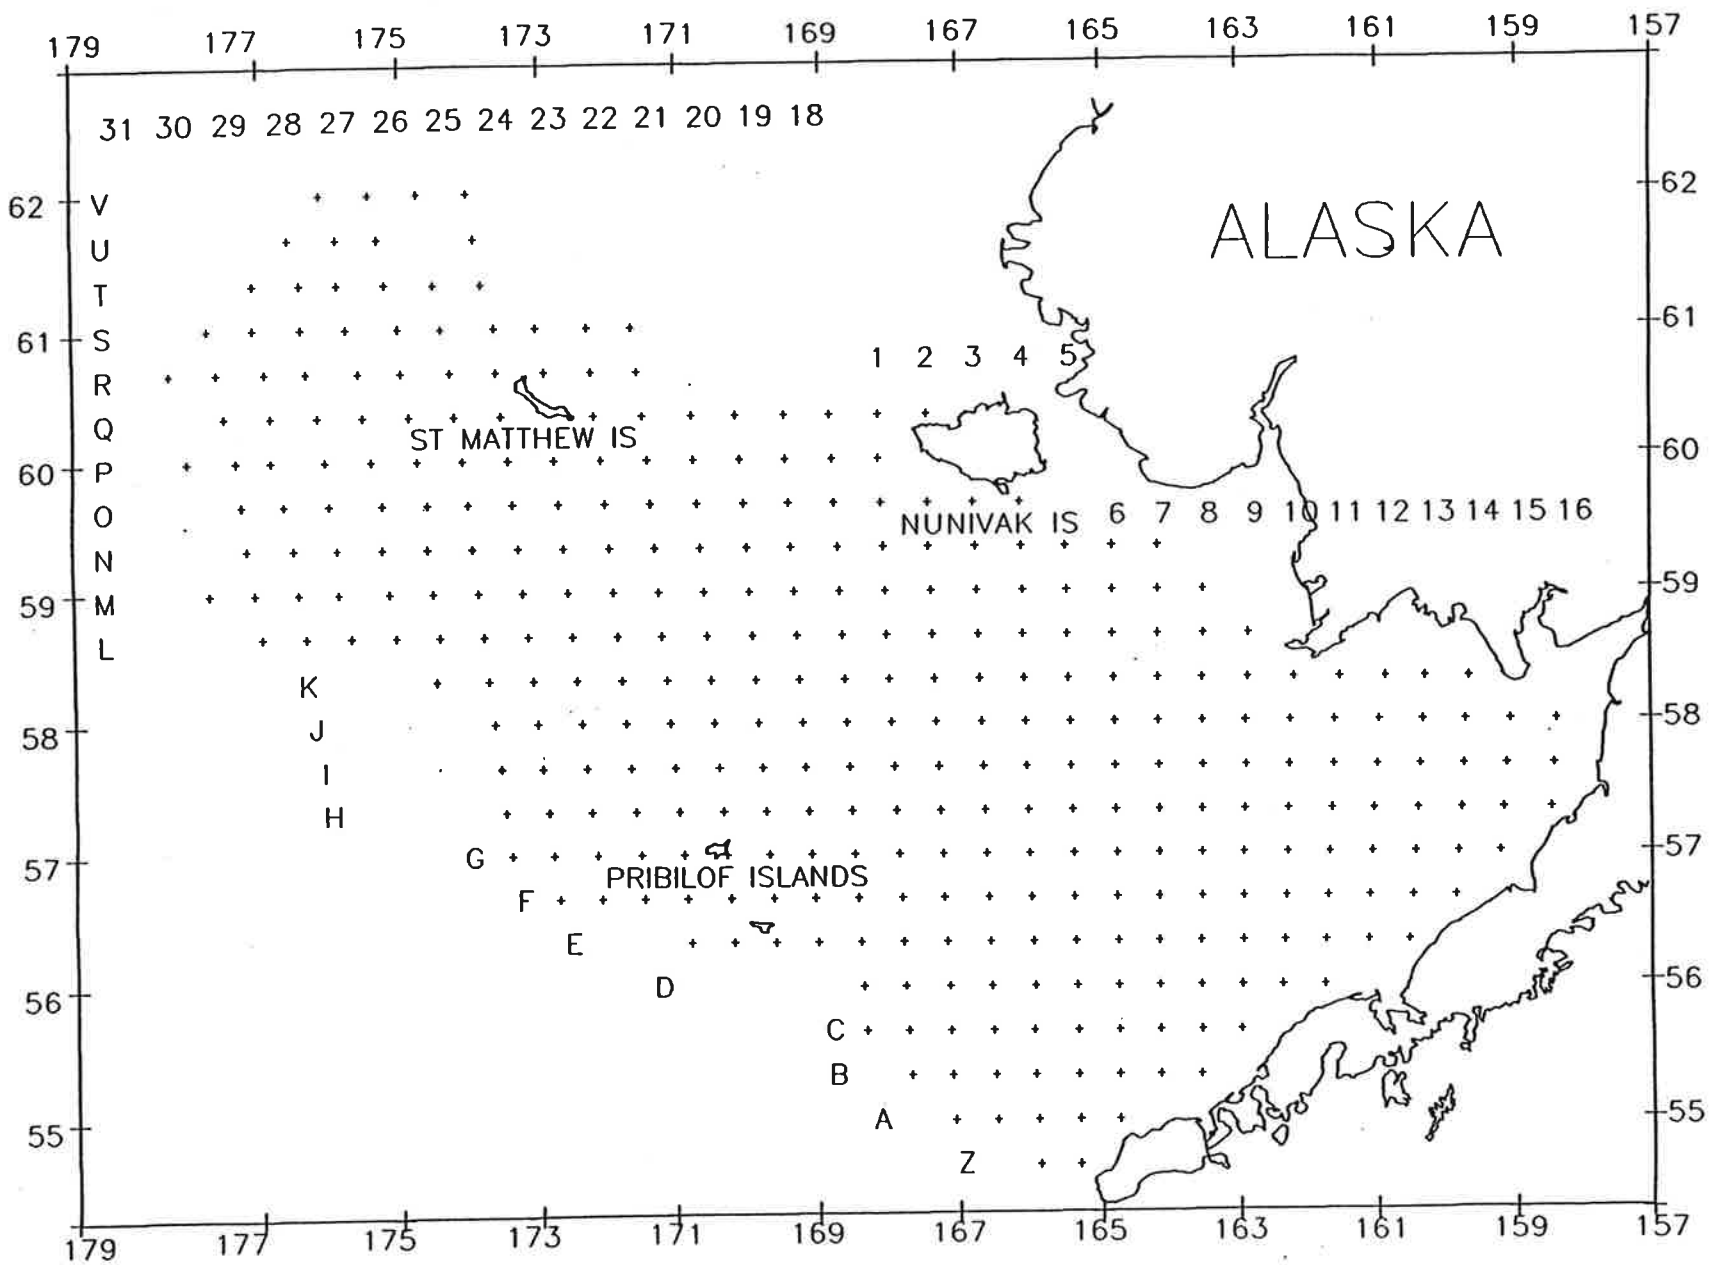 179 177 175 173 171 169 167 165 163 161 159 157
31 30 29 28 27 26 25 24 23 22 21 20 19 18
62 V 62
ALASKA
U
T
61 S 61
1 2 3 4 5
R
Q
ST MATTHEW IS
60 P 60
O
NUNIVAK IS 6 7 8 9 10 11 12 13 14 15 16
N
59 M 59
L
K
58 J 58
I
H
57 G 57
PRIBILOF ISLANDS
F
E
56 D 56
C
B
55 A 55
Z
179 177 175 173 171 169 167 165 163 161 159 157